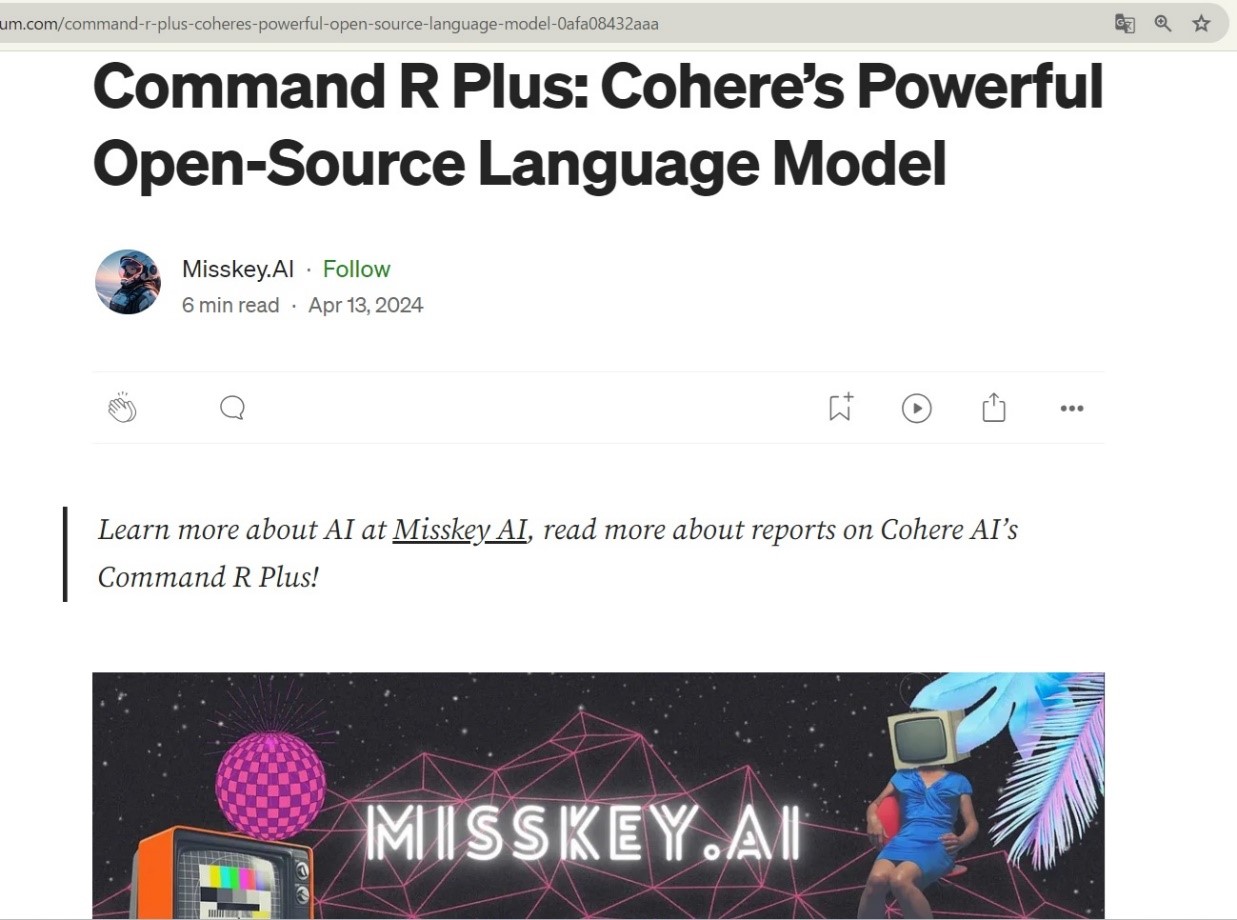 um.com/command-r-plus-coheres-powerful-open-source-language-model-0afa08432aaa
Command R Plus: Cohere’s Powerful
Open-Source Language Model
Misskey.AI · Follow
6 min read · Apr 13, 2024
Learn more about AI at Misskey AI, read more about reports on Cohere AI’s
Command R Plus!
MISSKEY.AI